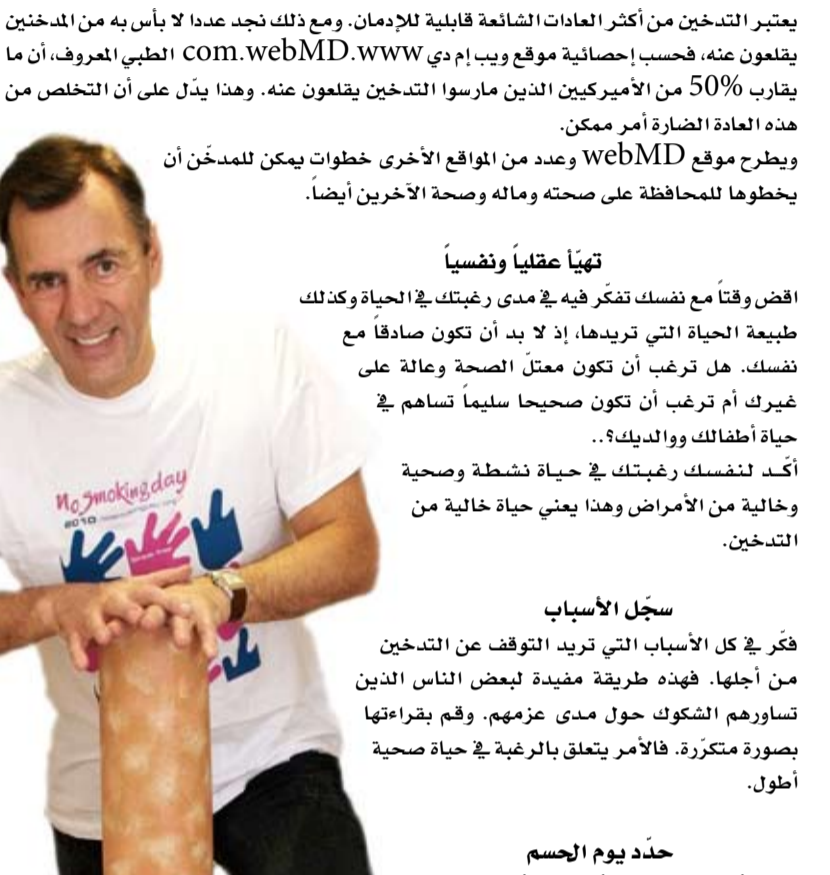 يعتبر التدخين من أكثر العادات الشائعة قابلية للإدمان. ومع ذلك نجد عددا لا بأس به من المدخنين
يقلعون عنه، فحسب إحصائية موقع ويب إم دي com.webMD.www الطبي المعروف، أن ما
يقارب 50% من الأميركيين الذين مارسوا التدخين يقلعون عنه. وهذا يدّل على أن التخلص من
هذه العادة الضارة أمر ممكن.
ويطرح موقع webMD وعدد من المواقع الأخرى خطوات يمكن للمدخّن أن
يخطوها للمحافظة على صحته وماله وصحة الآخرين أيضاً.
تهيّأ عقلياً ونفسياً
اقض وقتاً مع نفسك تفكّر فيه في مدى رغبتك في الحياة وكذلك
طبيعة الحياة التي تريدها، إذ لا بد أن تكون صادقاً مع
نفسك. هل ترغب أن تكون معتلّ الصحة وعالة على
غيرك أم ترغب أن تكون صحيحا سليماً تساهم في
حياة أطفالك ووالديك؟..
أكّد لنفسك رغبتك في حياة نشطة وصحية
وخالية من الأمراض وهذا يعني حياة خالية من
التدخين.
No Smoking day
2010
سجّل الأسباب
فكّر في كل الأسباب التي تريد التوقف عن التدخين
من أجلها. فهذه طريقة مفيدة لبعض الناس الذين
تساورهم الشكوك حول مدى عزمهم. وقم بقراءتها
بصورة متكرّرة. فالأمر يتعلق بالرغبة في حياة صحية
أطول.
حدّد يوم الحسم